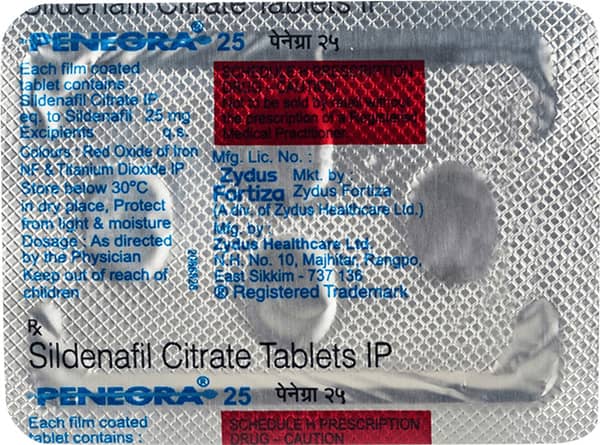 Sildenafil Citrate Tablets IP
PENEGRA® 25 पेनेग्रा २५
Each film coated
tablet contains :
Sildenafil Citrate IP
eq. to Sildenafil 25 mg
Excipients q.s.
Colours : Red Oxide of Iron
NF & Titanium Dioxide IP
Store below 30°C
in dry place, Protect
from light & moisture
Dosage : As directed
by the Physician
Keep out of reach of
children
SCHEDULE H PRESCRIPTION
DRUG – CAUTION
Not to be sold by retail without
the prescription of a Registered
Medical Practitioner.
Mfg. Lic. No. :
Zydus Mkt. by :
Fortiza Zydus Fortiza
(A div. of Zydus Healthcare Ltd.)
Mfg. by :
Zydus Healthcare Ltd.
N.H. No. 10, Majhitar, Rangpo,
East Sikkim - 737 136.
® Registered Trademark
Rx
Sildenafil Citrate Tablets IP
PENEGRA® 25 पेनेग्रा २५
Each film coated
tablet contains :
SCHEDULE H PRESCRIPTION
DRUG – CAUTION